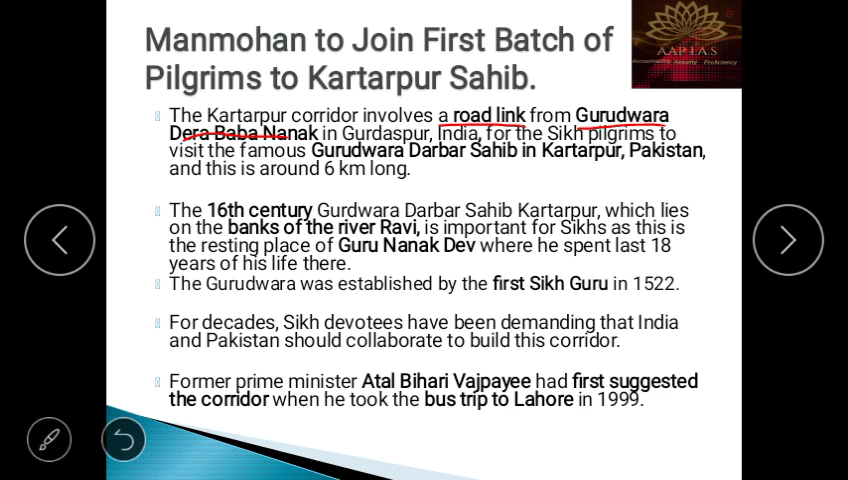 Manmohan to Join First Batch of
Pilgrims to Kartarpur Sahib.
A.A.P I.A.S
Accountability Assuity Proficiency
The Kartarpur corridor involves a road link from Gurudwara
Dera Baba Nanak in Gurdaspur, India, for the Sikh pilgrims to
visit the famous Gurudwara Darbar Sahib in Kartarpur, Pakistan,
and this is around 6 km long.
The 16th century Gurdwara Darbar Sahib Kartarpur, which lies
on the banks of the river Ravi, is important for Sikhs as this is
the resting place of Guru Nanak Dev where he spent last 18
years of his life there.
The Gurudwara was established by the first Sikh Guru in 1522.
For decades, Sikh devotees have been demanding that India
and Pakistan should collaborate to build this corridor.
Former prime minister Atal Bihari Vajpayee had first suggested
the corridor when he took the bus trip to Lahore in 1999.